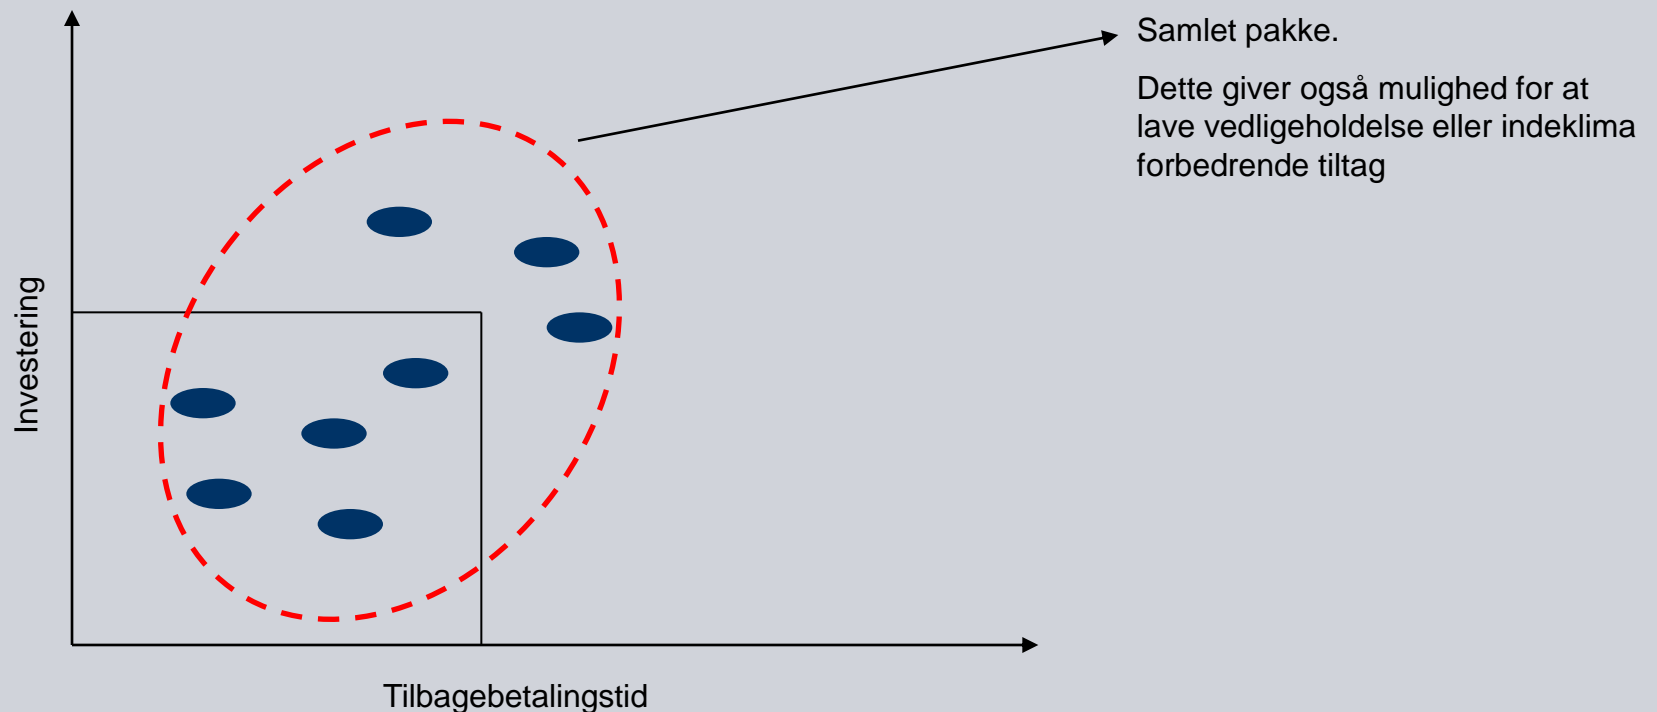 Samlet pakke.
Dette giver også mulighed for at
lave vedligeholdelse eller indeklima
forbedrende tiltag
Investering
Tilbagebetalingstid